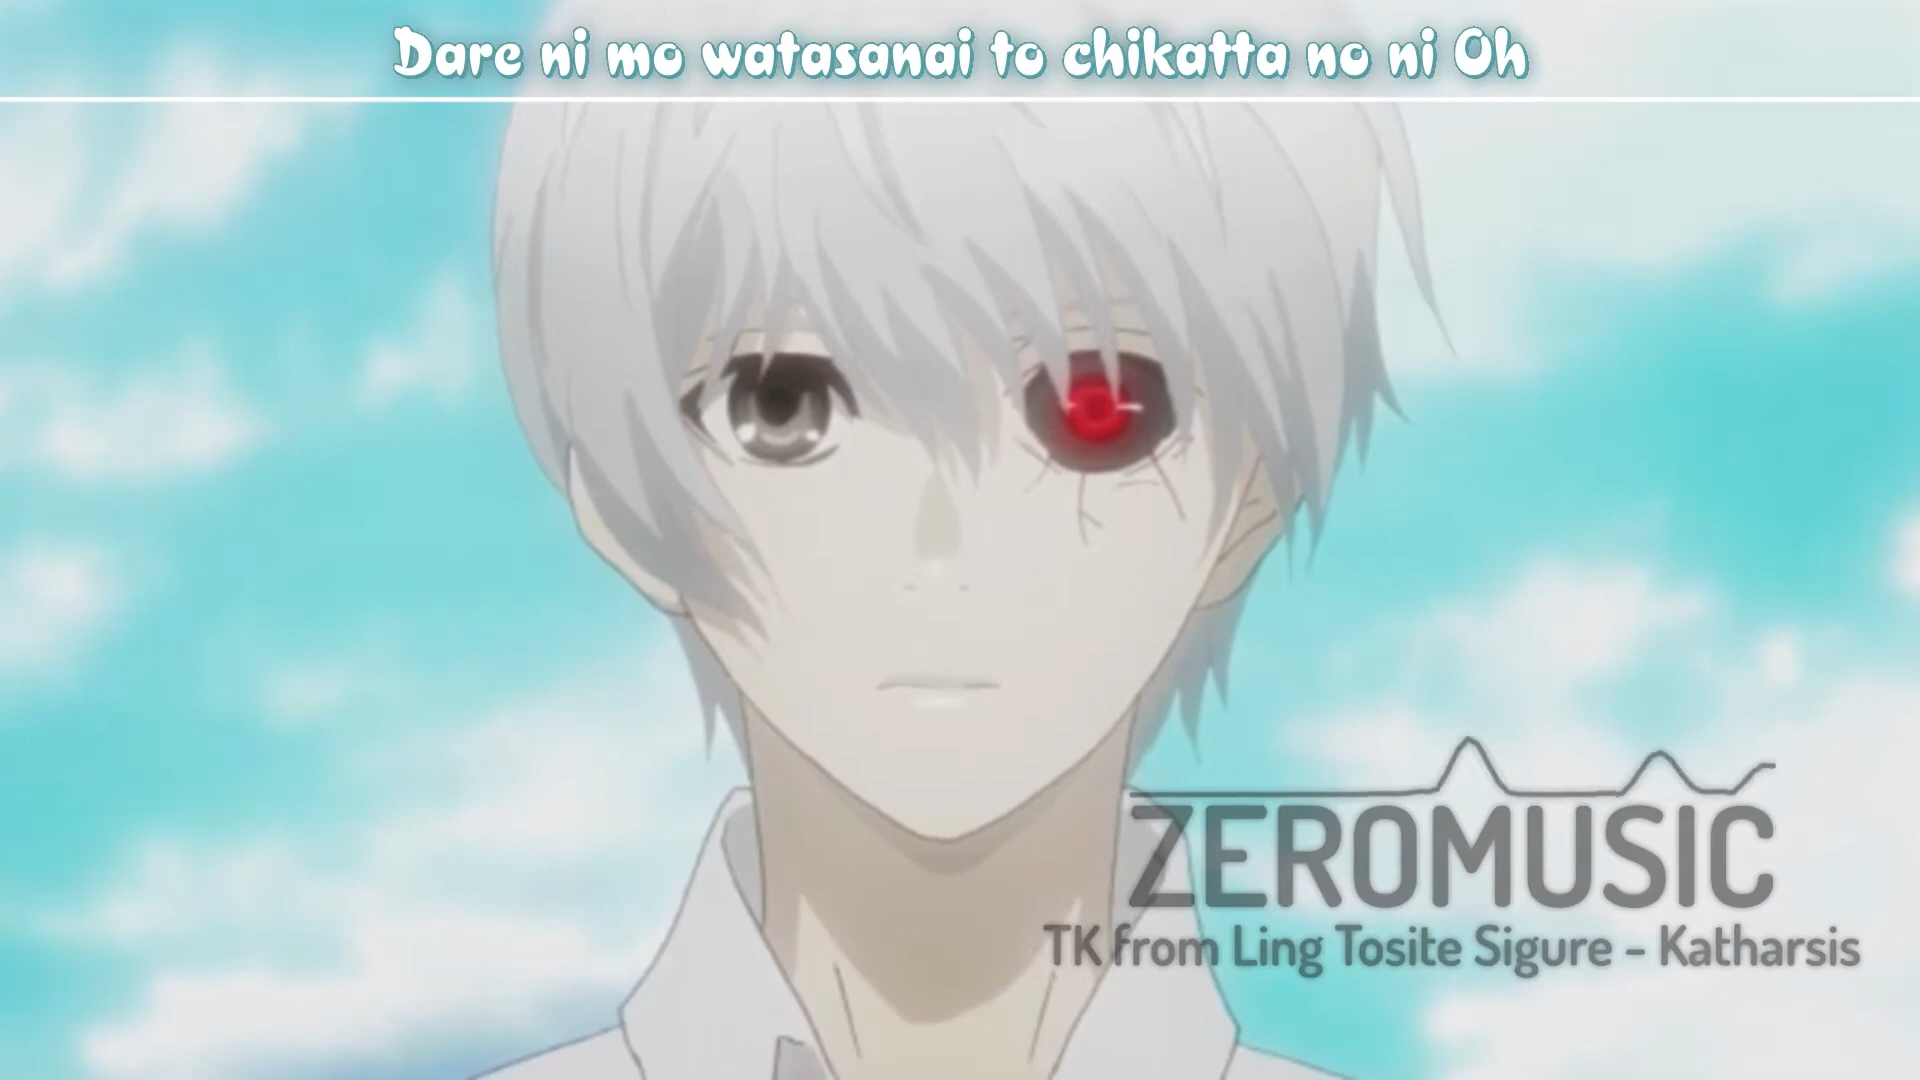 Dare ni mo watasanai to chikatta no ni Oh
ZEROMUSIC
TK from Ling Tosite Sigure - Katharsis